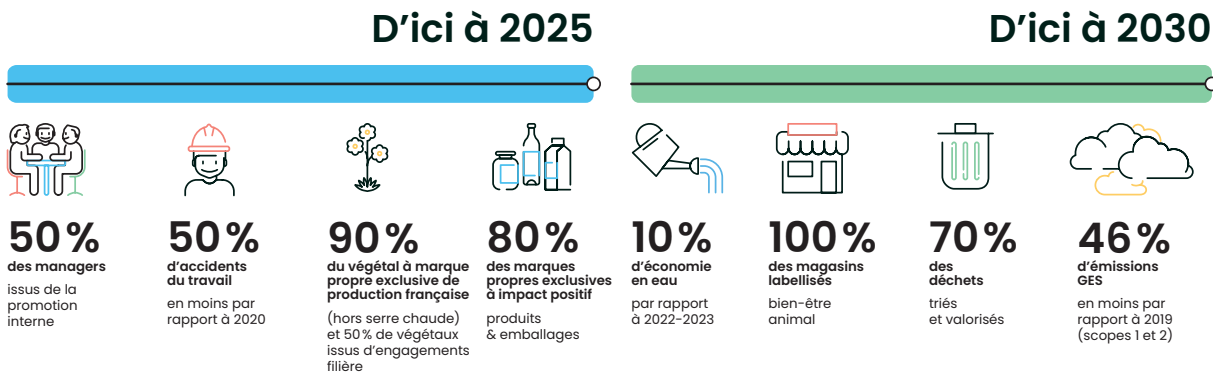 D’ici à 2025
50 %
des managers
issus de la
promotion
interne
50 %
d’accidents
du travail
en moins par
rapport à 2020
90 %
du végétal à marque
propre exclusive de
production française
(hors serre chaude)
et 50 % de végétaux
issus d’engagements
filière
80 %
des marques
propres exclusives
à impact positif
produits
& emballages
D’ici à 2030
10 %
d’économie
en eau
par rapport
à 2022-2023
100 %
des magasins
labellisés
bien-être
animal
70 %
des
déchets
triés
et valorisés
46 %
d’émissions
GES
en moins par
rapport à 2019
(scopes 1 et 2)